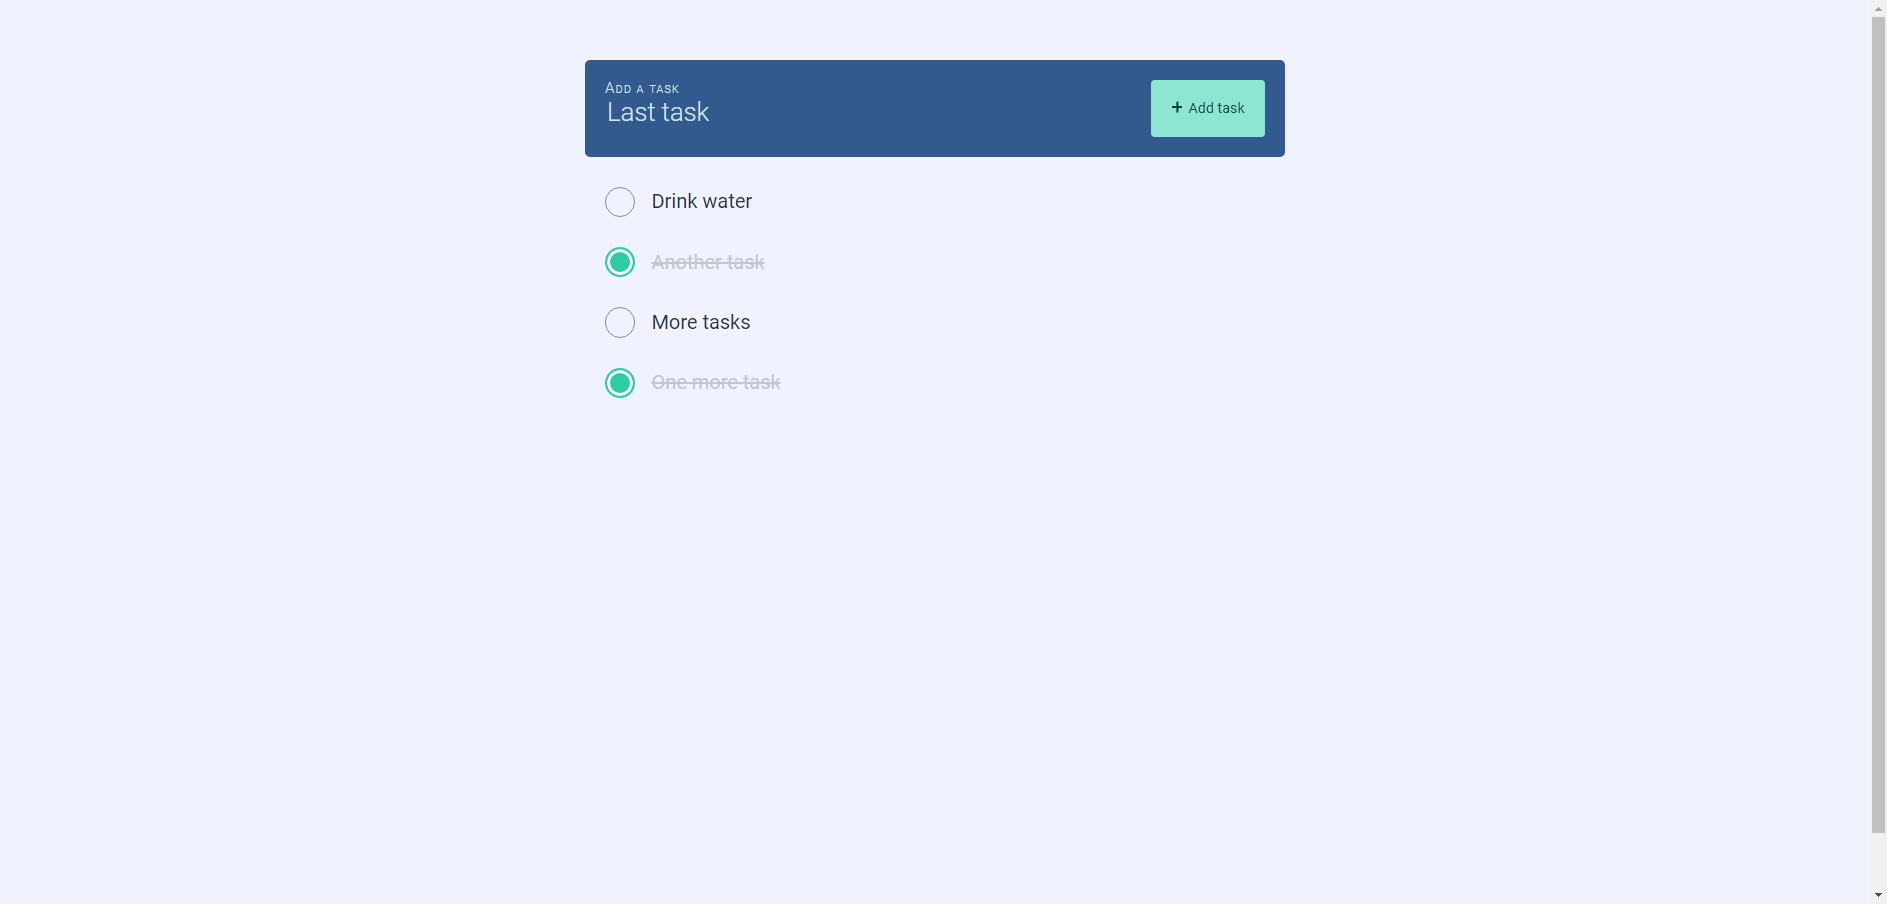 Add a task
Last task
+ Add task
Drink water
Another task
More tasks
One more task